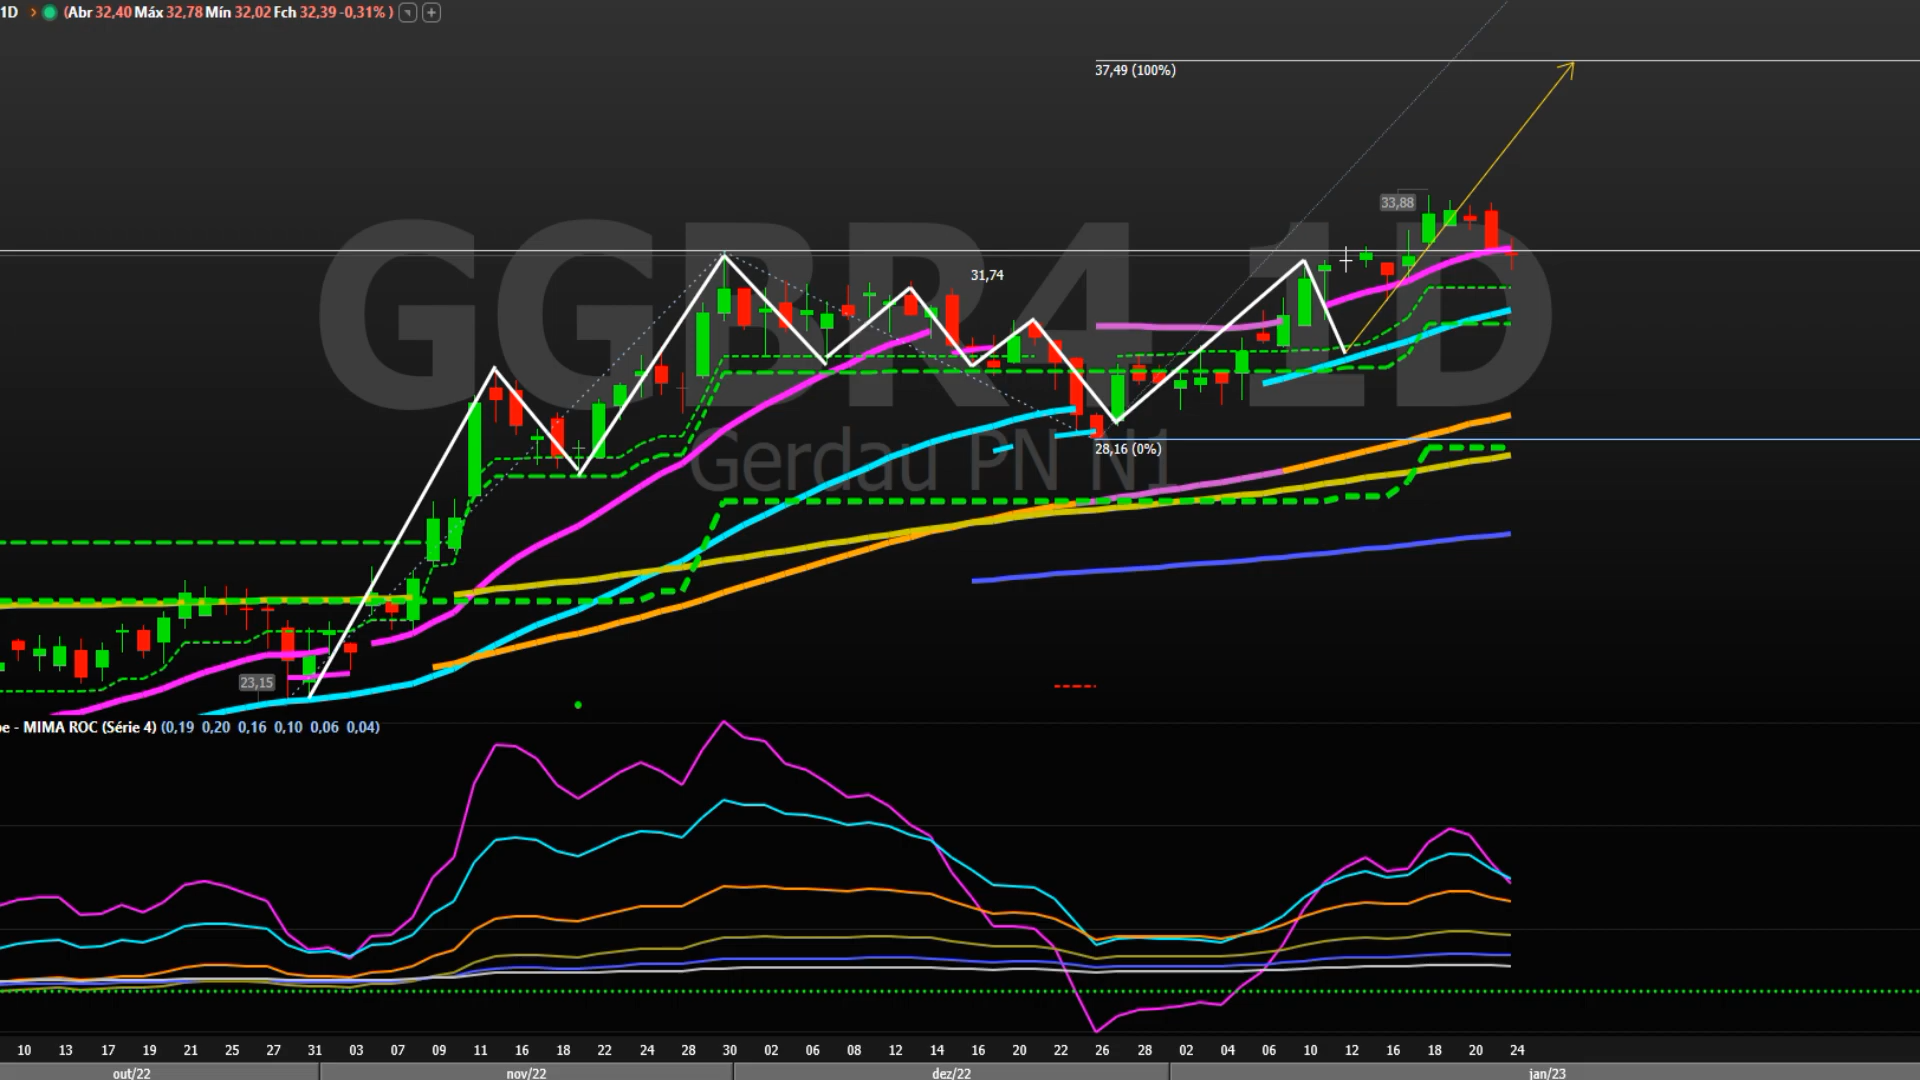 1D (Abr 32,40 Máx 32,78 Mín 32,02 Fch 32,39 -0,31% )
37,49 (100%)
33,88
GGBR4 1D
31,74
Gerdau PN N1
28,16 (0%)
23,15
pe - MIMA ROC (Série 4) (0,19 0,20 0,16 0,10 0,06 0,04)
10 13 17 19 21 25 27 31 03 07 09 11 16 18 22 24 28 30 02 06 08 12 14 16 20 22 26 28 02 04 06 10 12 16 18 20 24
out/22 nov/22 dez/22 jan/23